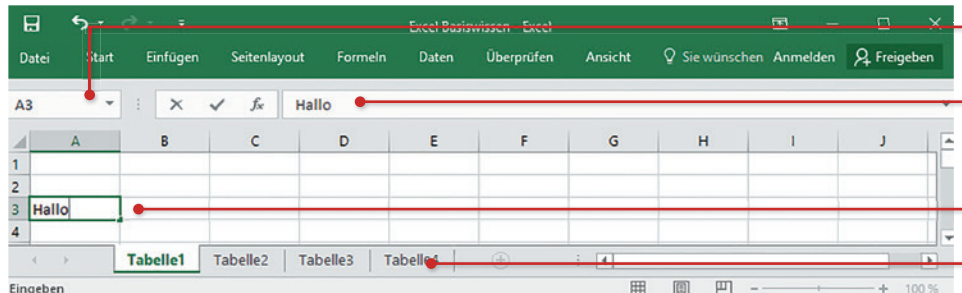 Excel Basiswissen - Excel
Datei Start Einfügen Seitenlayout Formeln Daten Überprüfen Ansicht Sie wünschen Anmelden Freigeben
A3 fx Hallo
A B C D E F G H I J
1
2
3 Hallo
4
Tabelle1 Tabelle2 Tabelle3 Tabelle4
Eingeben 100 %